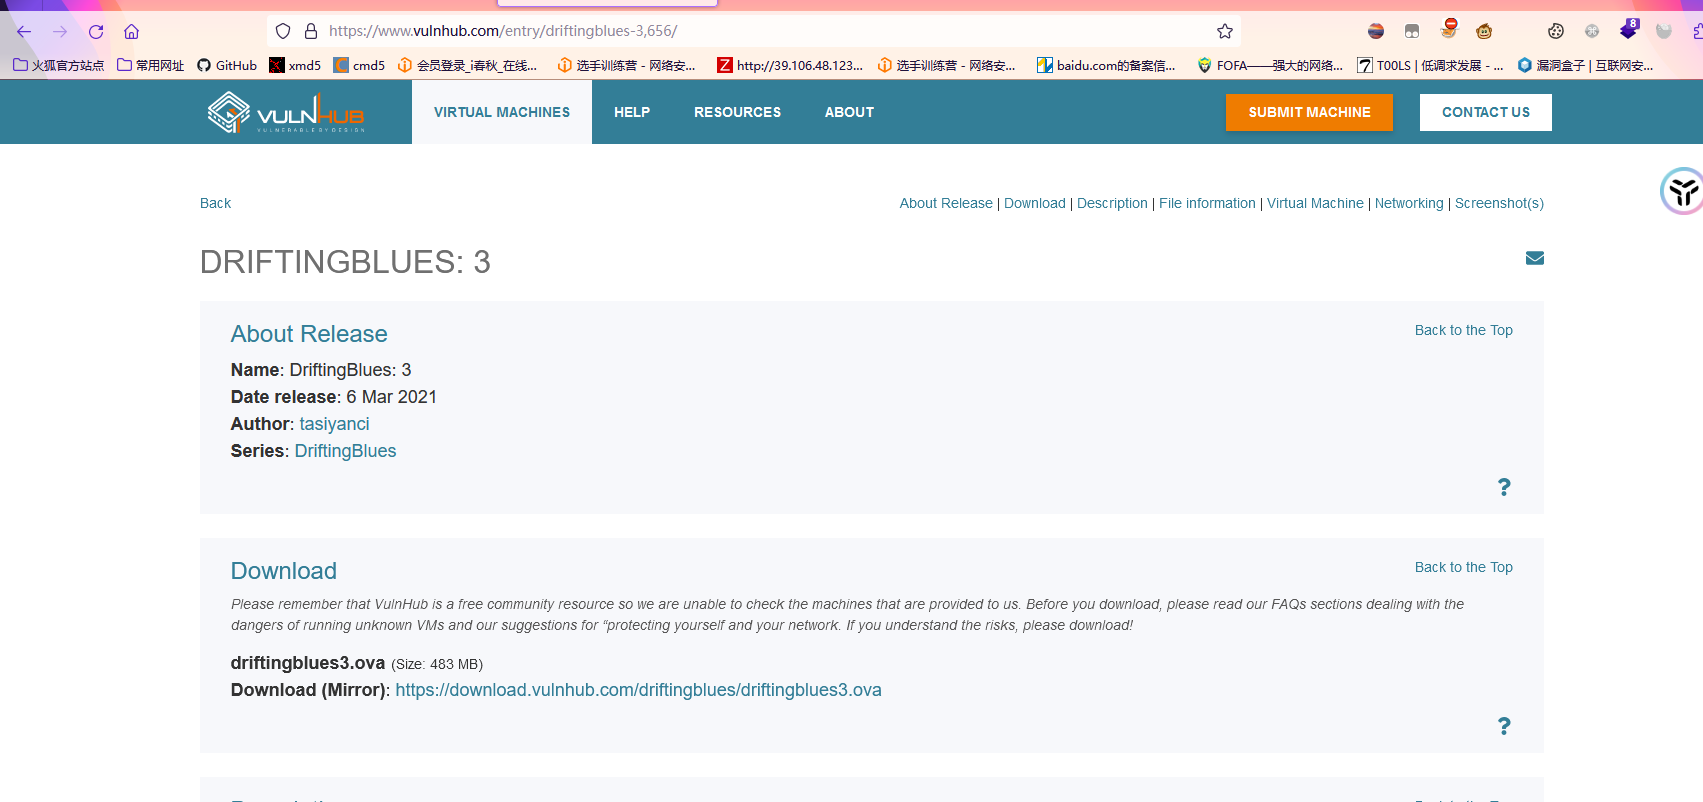 https://www.vulnhub.com/entry/driftingblues-3,656/
8
火狐官方站点 常用网址 GitHub xmd5 cmd5 会员登录_i春秋_在线... 选手训练营 - 网络安... http://39.106.48.123... 选手训练营 - 网络安... baidu.com的备案信... FOFA——强大的网络... T00LS | 低调求发展 - ... 漏洞盒子 | 互联网安...
VULNHUB
VULNERABLE BY DESIGN
VIRTUAL MACHINES HELP RESOURCES ABOUT SUBMIT MACHINE CONTACT US
Back About Release | Download | Description | File information | Virtual Machine | Networking | Screenshot(s)
DRIFTINGBLUES: 3
About Release Back to the Top
Name: DriftingBlues: 3
Date release: 6 Mar 2021
Author: tasiyanci
Series: DriftingBlues
?
Download Back to the Top
Please remember that VulnHub is a free community resource so we are unable to check the machines that are provided to us. Before you download, please read our FAQs sections dealing with the
dangers of running unknown VMs and our suggestions for “protecting yourself and your network. If you understand the risks, please download!
driftingblues3.ova (Size: 483 MB)
Download (Mirror): https://download.vulnhub.com/driftingblues/driftingblues3.ova
?